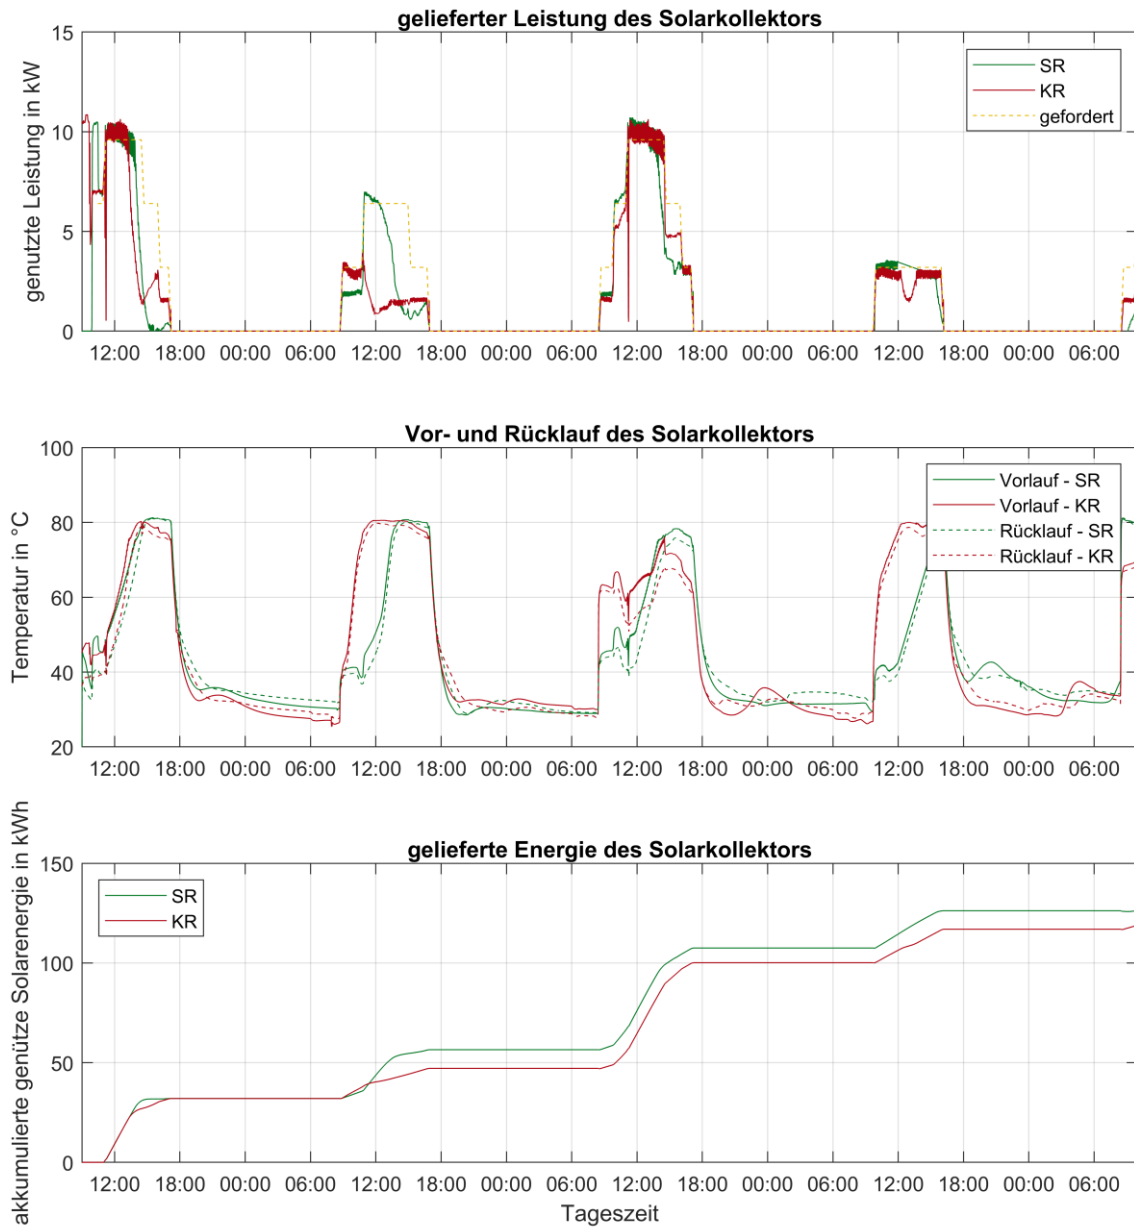 gelieferter Leistung des Solarkollektors
genutzte Leistung in kW
15
10
5
0
SR
KR
gefordert
12:00 18:00 00:00 06:00 12:00 18:00 00:00 06:00 12:00 18:00 00:00 06:00 12:00 18:00 00:00 06:00
Vor- und Rücklauf des Solarkollektors
Temperatur in °C
100
80
60
40
20
Vorlauf - SR
Vorlauf - KR
Rücklauf - SR
Rücklauf - KR
12:00 18:00 00:00 06:00 12:00 18:00 00:00 06:00 12:00 18:00 00:00 06:00 12:00 18:00 00:00 06:00
gelieferte Energie des Solarkollektors
akkumulierte genütze Solarenergie in kWh
150
100
50
0
SR
KR
12:00 18:00 00:00 06:00 12:00 18:00 00:00 06:00 12:00 18:00 00:00 06:00 12:00 18:00 00:00 06:00
Tageszeit